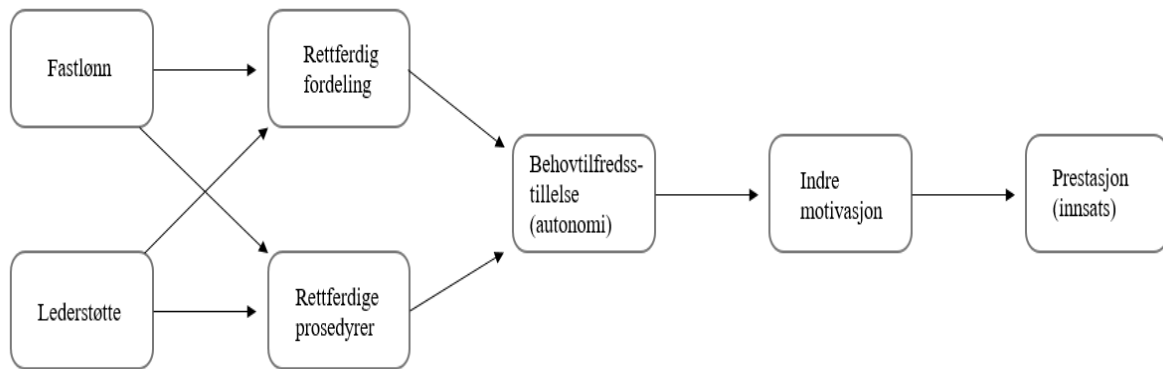 Fastlønn
Rettferdig
fordeling
Lederstøtte
Rettferdige
prosedyrer
Behovtilfredss-
tillelse
(autonomi)
Indre
motivasjon
Prestasjon
(innsats)